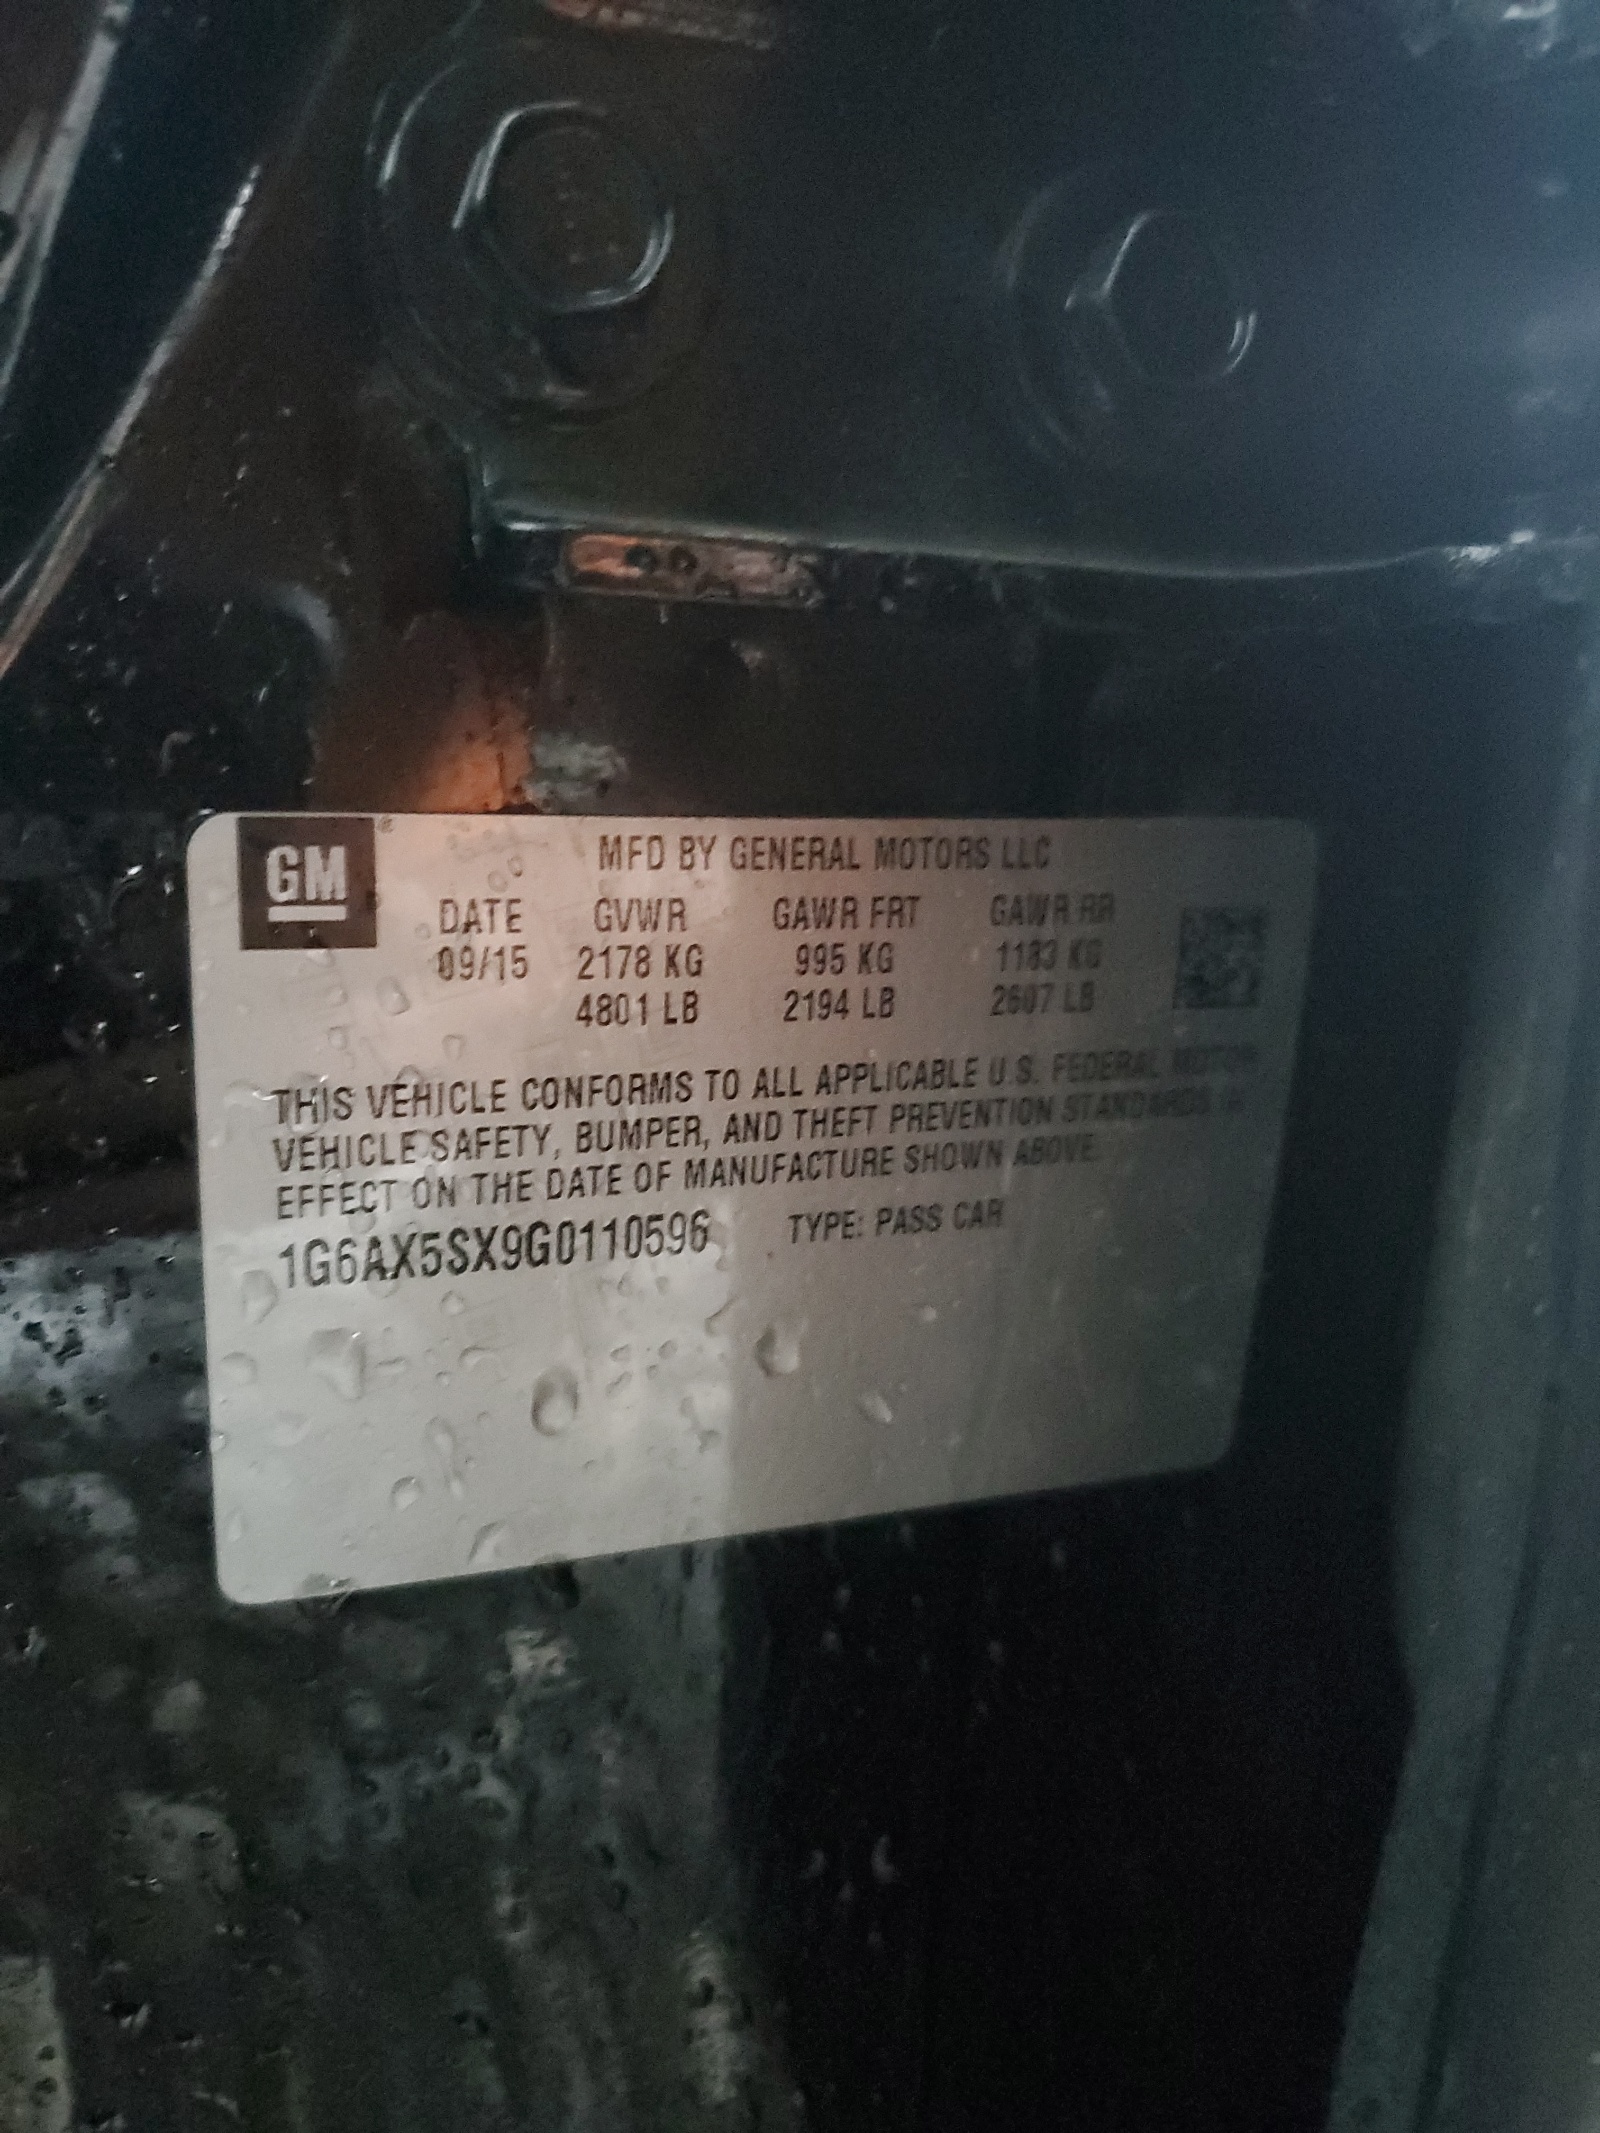 GM ®
MFD BY GENERAL MOTORS LLC
DATE GVWR GAWR FRT GAWR RR
09/15 2178 KG 995 KG 1183 KG
4801 LB 2194 LB 2607 LB
THIS VEHICLE CONFORMS TO ALL APPLICABLE U.S. FEDERAL MOTOR
VEHICLE SAFETY, BUMPER, AND THEFT PREVENTION STANDARDS IN
EFFECT ON THE DATE OF MANUFACTURE SHOWN ABOVE.
1G6AX5SX9G0110596 TYPE: PASS CAR